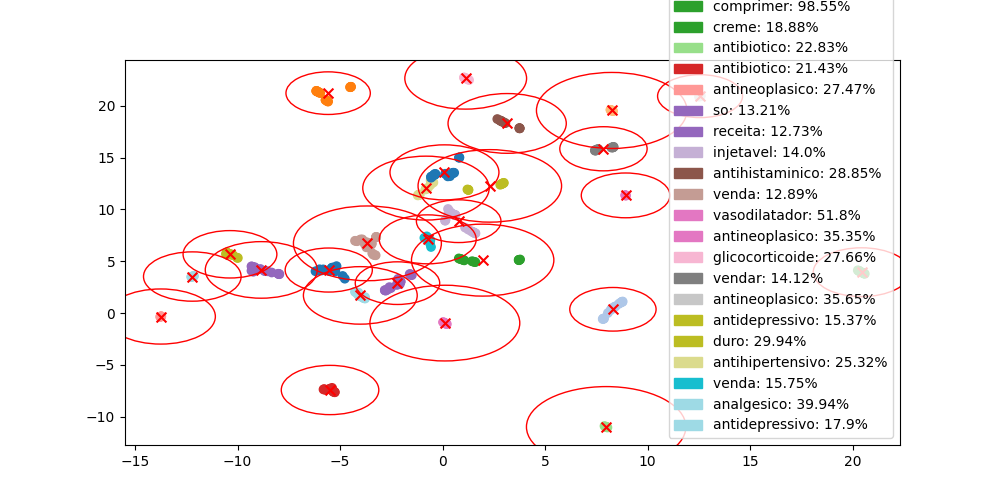 comprimer: 98.55%
creme: 18.88%
antibiotico: 22.83%
antibiotico: 21.43%
antineoplasico: 27.47%
so: 13.21%
receita: 12.73%
injetavel: 14.0%
antihistaminico: 28.85%
venda: 12.89%
vasodilatador: 51.8%
antineoplasico: 35.35%
glicocorticoide: 27.66%
vendar: 14.12%
antineoplasico: 35.65%
antidepressivo: 15.37%
duro: 29.94%
antihipertensivo: 25.32%
venda: 15.75%
analgesico: 39.94%
antidepressivo: 17.9%
20
15
10
5
0
−5
−10
−15 −10 −5 0 5 10 15 20